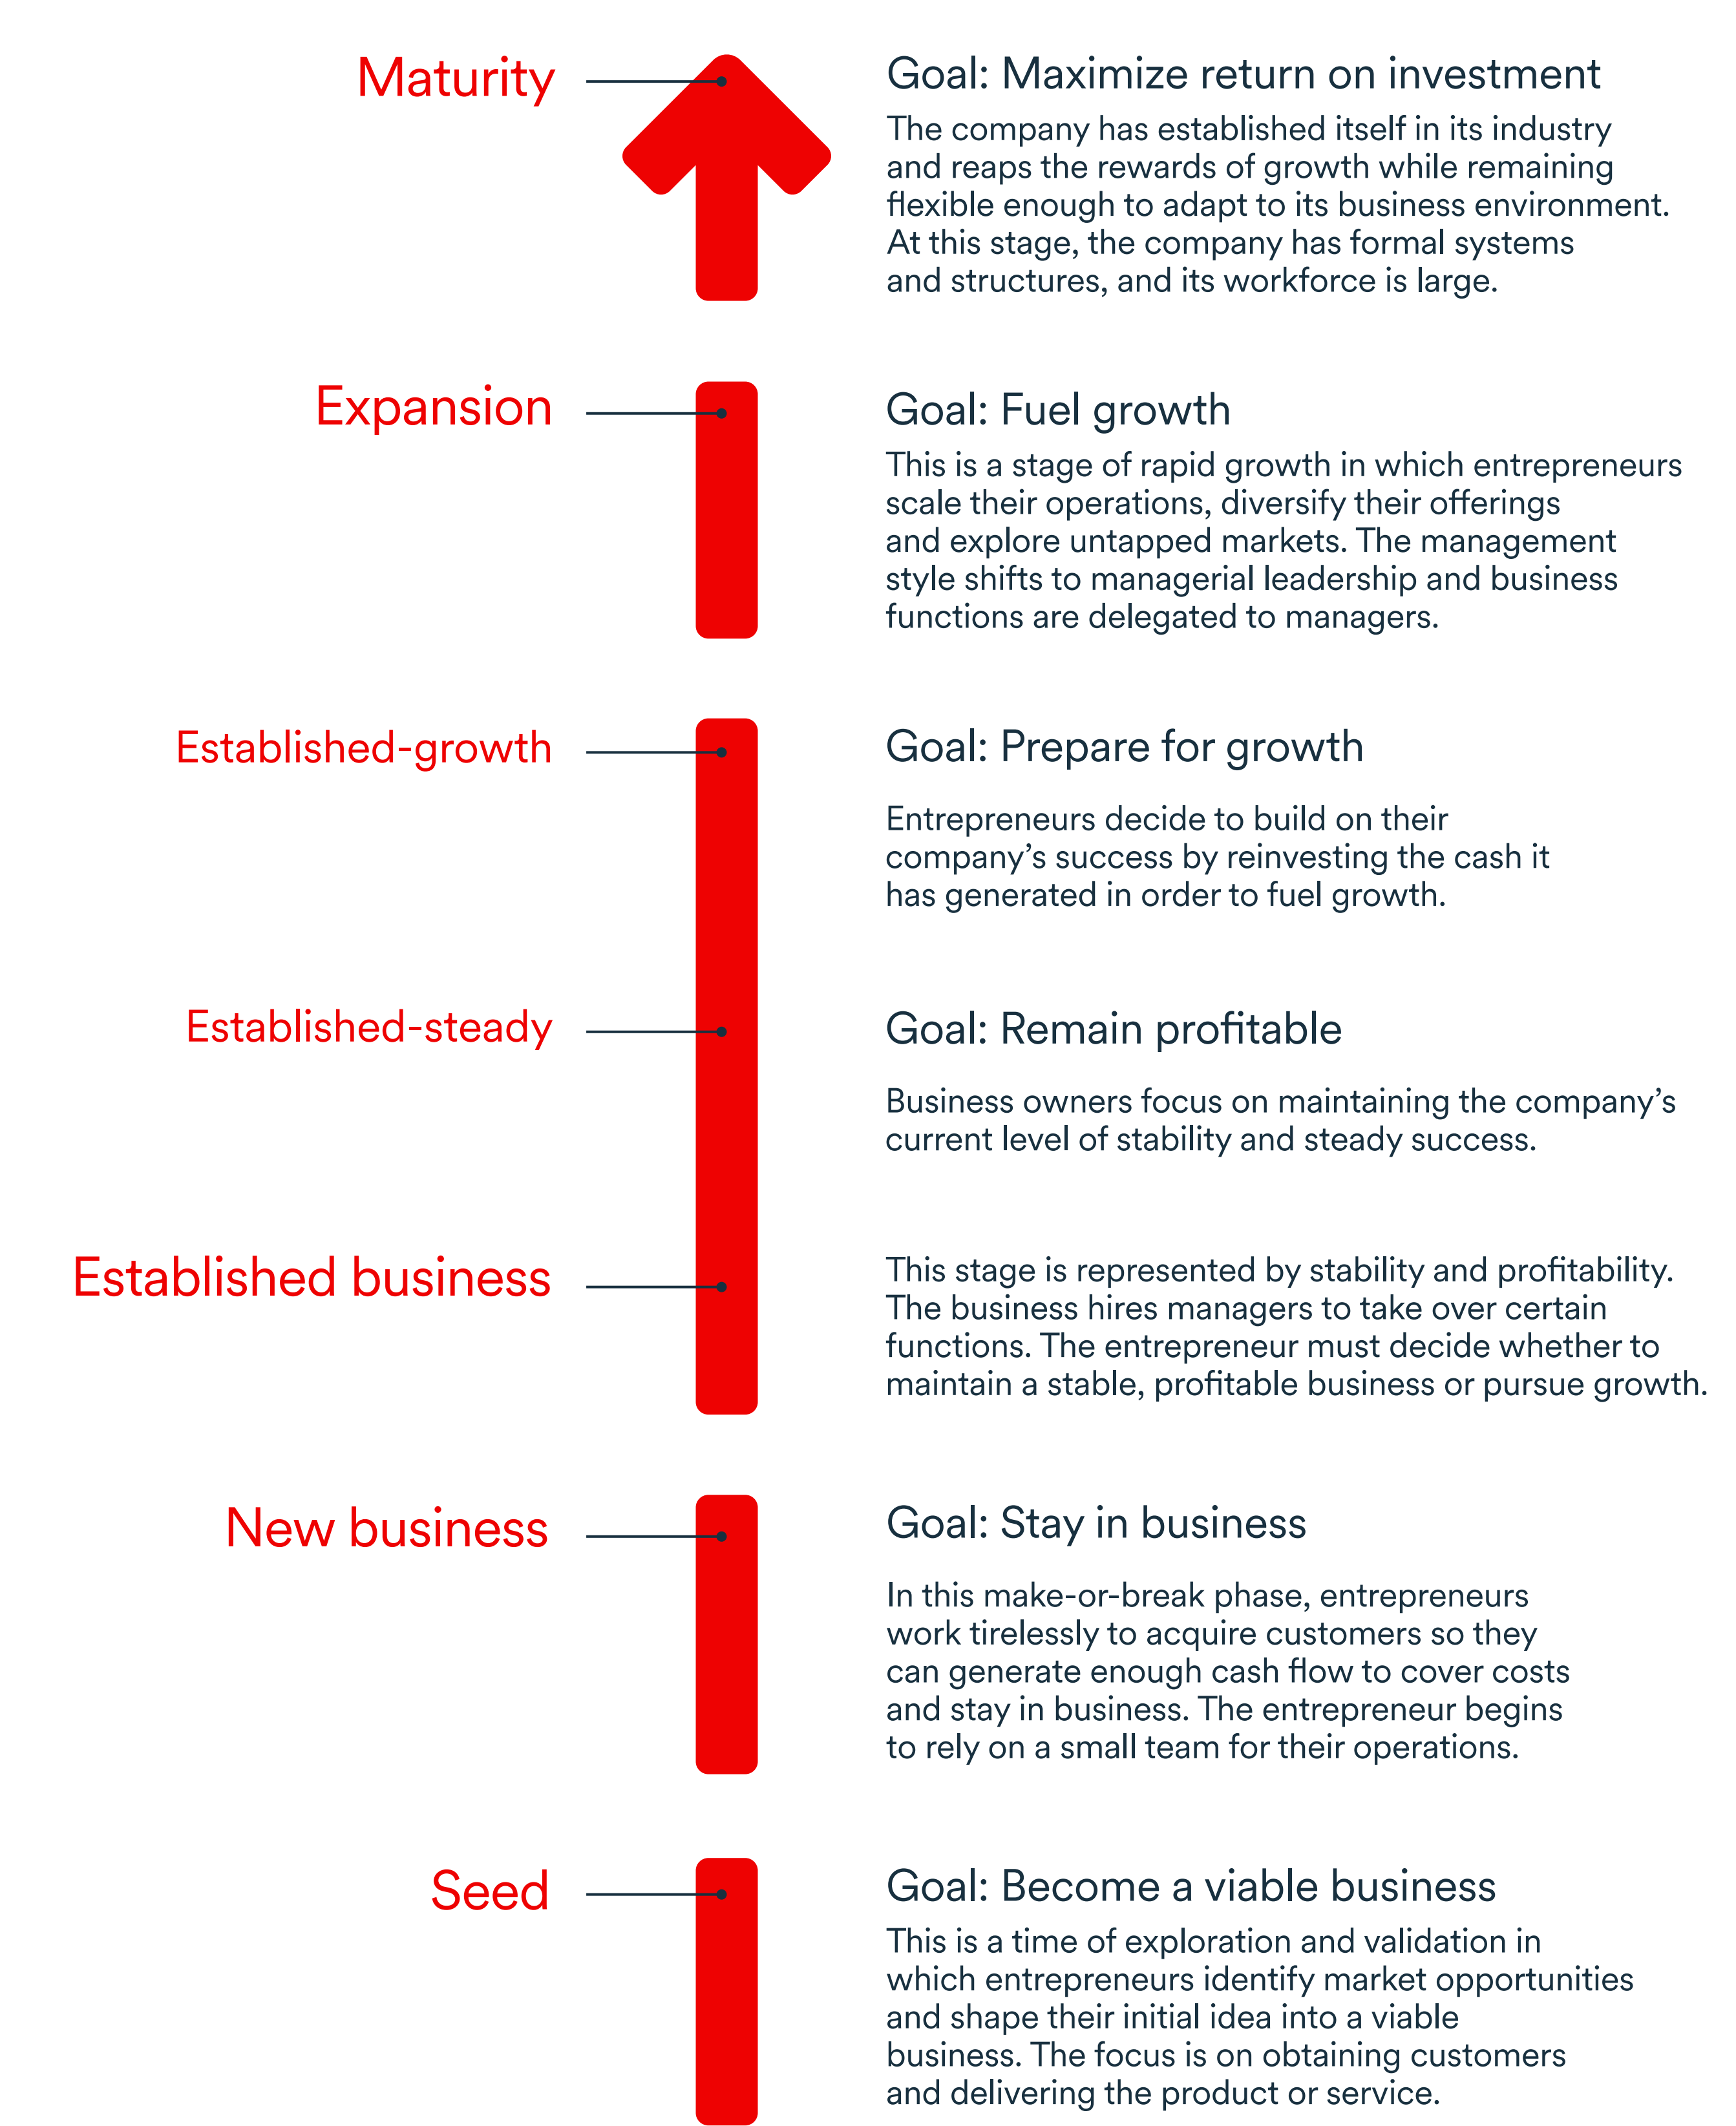 Maturity
Goal: Maximize return on investment
The company has established itself in its industry
and reaps the rewards of growth while remaining
flexible enough to adapt to its business environment.
At this stage, the company has formal systems
and structures, and its workforce is large.
Expansion
Goal: Fuel growth
This is a stage of rapid growth in which entrepreneurs
scale their operations, diversify their offerings
and explore untapped markets. The management
style shifts to managerial leadership and business
functions are delegated to managers.
Established-growth
Goal: Prepare for growth
Entrepreneurs decide to build on their
company’s success by reinvesting the cash it
has generated in order to fuel growth.
Established-steady
Goal: Remain profitable
Business owners focus on maintaining the company’s
current level of stability and steady success.
Established business
This stage is represented by stability and profitability.
The business hires managers to take over certain
functions. The entrepreneur must decide whether to
maintain a stable, profitable business or pursue growth.
New business
Goal: Stay in business
In this make-or-break phase, entrepreneurs
work tirelessly to acquire customers so they
can generate enough cash flow to cover costs
and stay in business. The entrepreneur begins
to rely on a small team for their operations.
Seed
Goal: Become a viable business
This is a time of exploration and validation in
which entrepreneurs identify market opportunities
and shape their initial idea into a viable
business. The focus is on obtaining customers
and delivering the product or service.